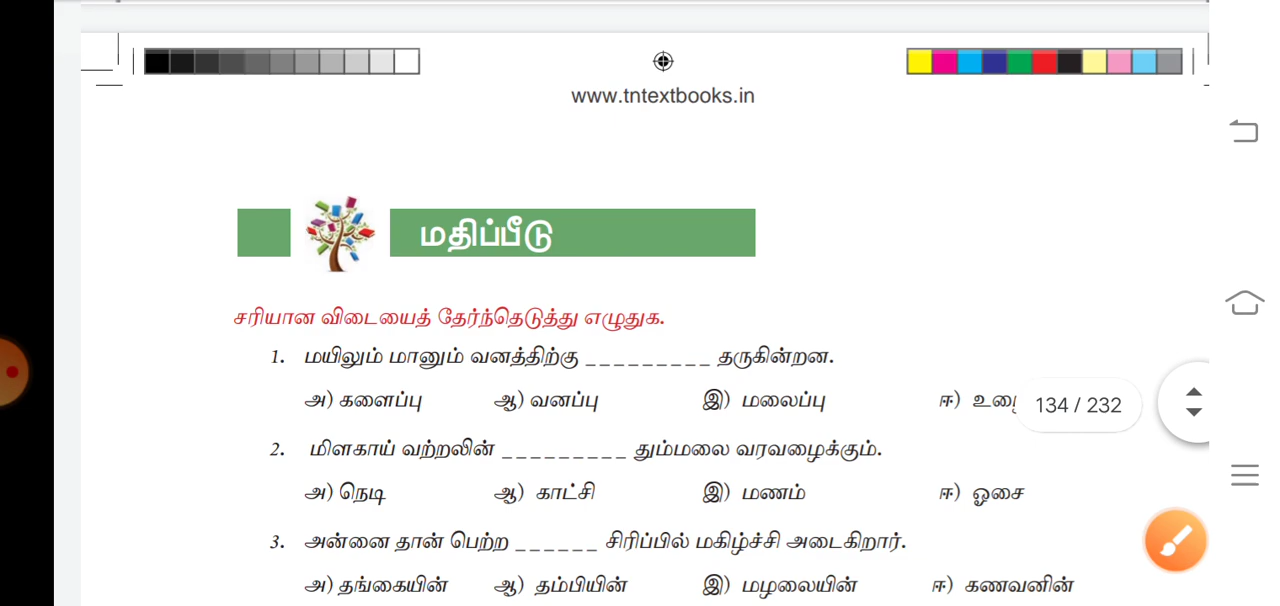 www.tntextbooks.in
மதிப்பீடு
சரியான விடையைத் தேர்ந்தெடுத்து எழுதுக.
1. மயிலும் மானும் வனத்திற்கு _________ தருகின்றன.
அ) களைப்பு ஆ) வனப்பு இ) மலைப்பு ஈ)
134 / 232
2. மிளகாய் வற்றலின் _________ தும்மலை வரவழைக்கும்.
அ) நெடி ஆ) காட்சி இ) மணம் ஈ) ஓசை
3. அன்னை தான் பெற்ற ______ சிரிப்பில் மகிழ்ச்சி அடைகிறார்.
அ) தங்கையின் ஆ) தம்பியின் இ) மழலையின் ஈ) கணவனின்